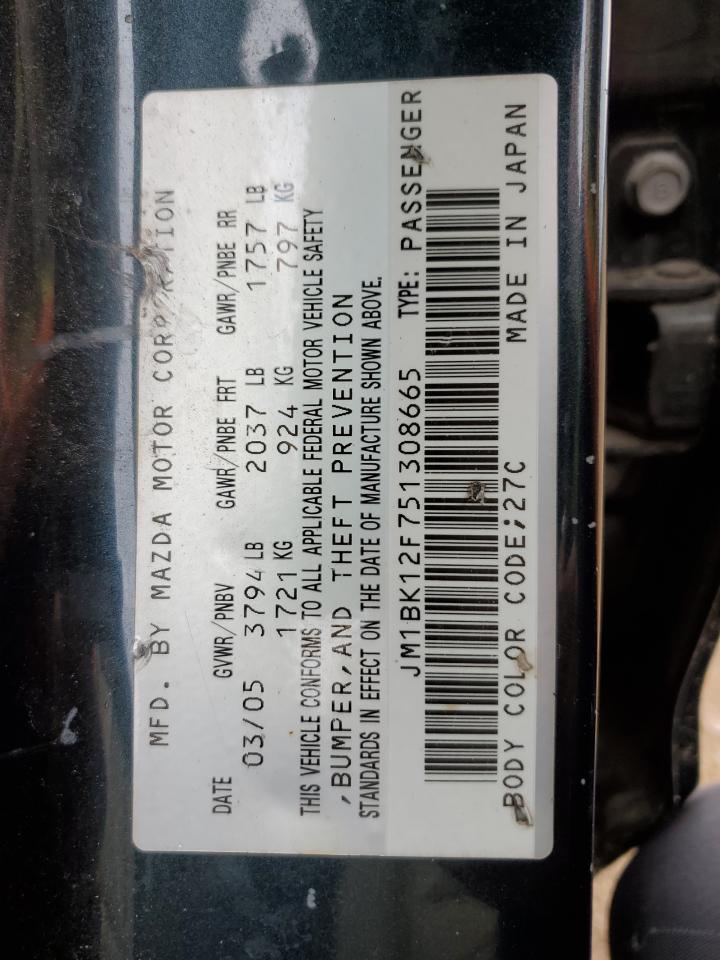 MFD. BY MAZDA MOTOR CORPORATION
DATE GVWR/PNBV GAWR/PNBE FRT GAWR/PNBE RR
03/05 3794 LB 2037 LB 1757 LB
1721 KG 924 KG 797 KG
THIS VEHICLE CONFORMS TO ALL APPLICABLE FEDERAL MOTOR VEHICLE SAFETY
,BUMPER,AND THEFT PREVENTION
STANDARDS IN EFFECT ON THE DATE OF MANUFACTURE SHOWN ABOVE.
JM1BK12F751308665 TYPE: PASSENGER
BODY COLOR CODE;27C MADE IN JAPAN